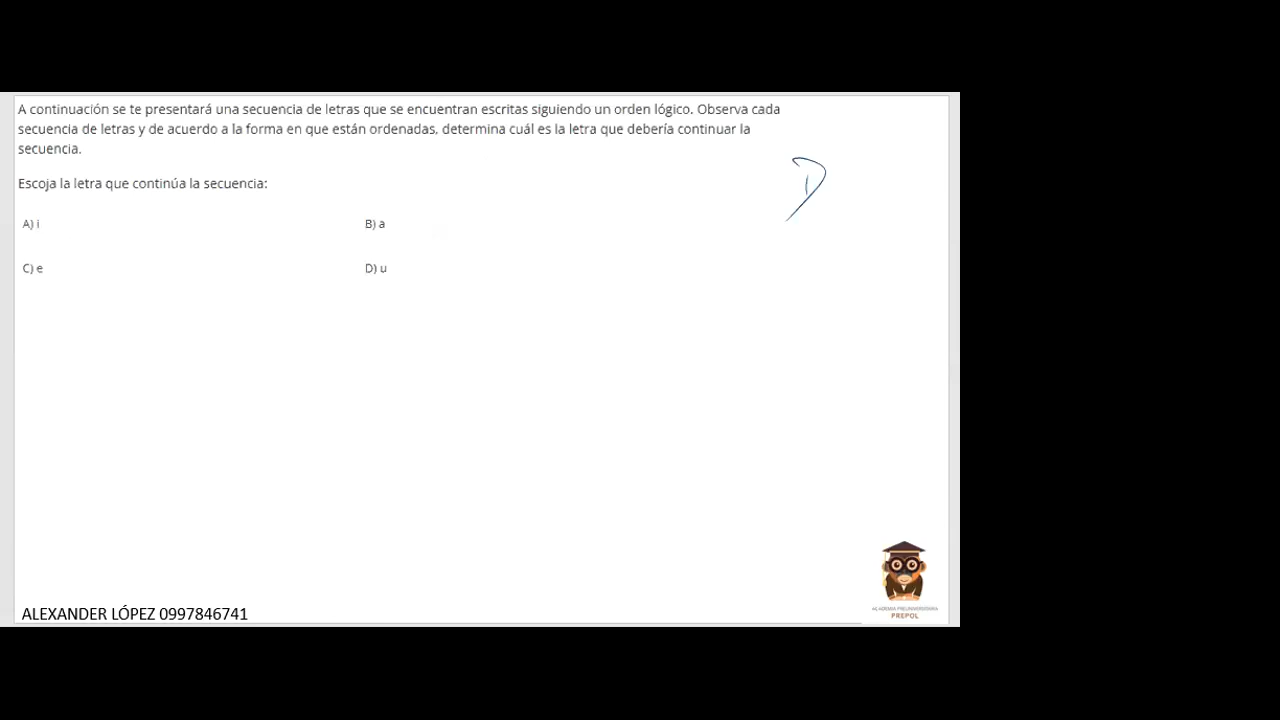 A continuación se te presentará una secuencia de letras que se encuentran escritas siguiendo un orden lógico. Observa cada
secuencia de letras y de acuerdo a la forma en que están ordenadas, determina cuál es la letra que debería continuar la
secuencia.
Escoja la letra que continúa la secuencia:
A) i
B) a
C) e
D) u
D
ACADEMIA PREUNIVERSITARIA
PREPOL
ALEXANDER LÓPEZ 0997846741